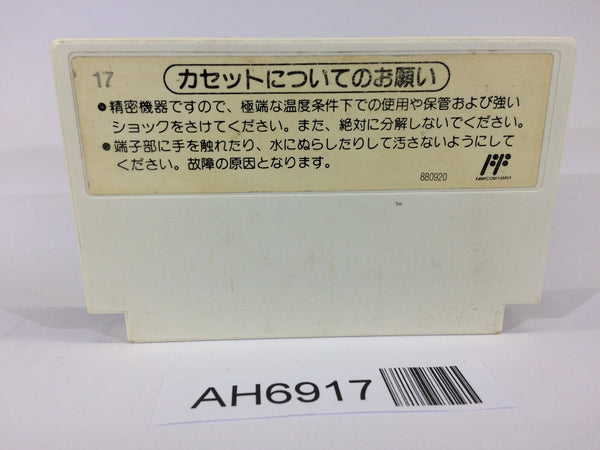 17
カセットについてのお願い
●精密機器ですので、極端な温度条件下での使用や保管および強い
ショックをさけてください。また、絶対に分解しないでください。
●端子部に手を触れたり、水にぬらしたりして汚さないようにして
ください。故障の原因となります。
880920
FAMICOM FAMILY
AH6917